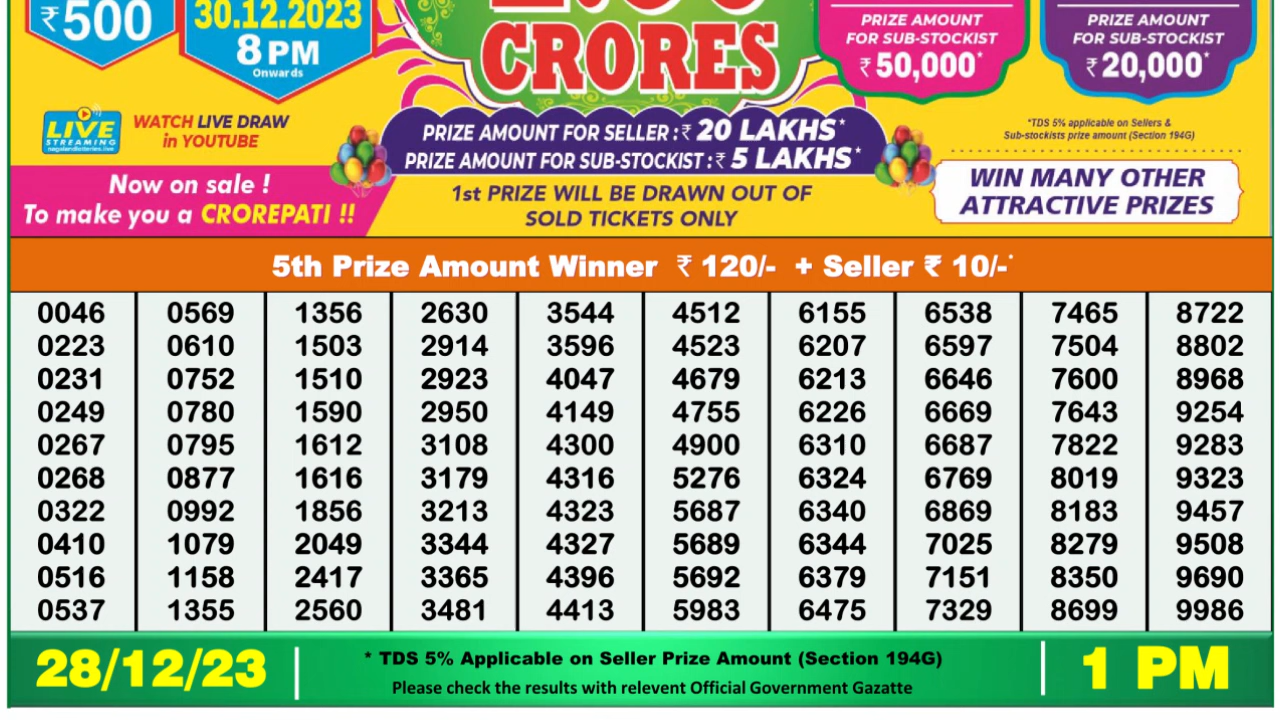 ₹500
30.12.2023
8 PM
Onwards
CRORES
PRIZE AMOUNT
FOR SUB-STOCKIST
₹50,000*
PRIZE AMOUNT
FOR SUB-STOCKIST
₹20,000*
LIVE
STREAMING
nagalandlotteries.live
WATCH LIVE DRAW
in YOUTUBE
PRIZE AMOUNT FOR SELLER : ₹ 20 LAKHS*
PRIZE AMOUNT FOR SUB-STOCKIST : ₹ 5 LAKHS*
*TDS 5% applicable on Sellers &
Sub-stockists prize amount (Section 194G)
Now on sale !
To make you a CROREPATI !!
1st PRIZE WILL BE DRAWN OUT OF
SOLD TICKETS ONLY
WIN MANY OTHER
ATTRACTIVE PRIZES
5th Prize Amount Winner ₹ 120/- + Seller ₹ 10/-*
0046 0569 1356 2630 3544 4512 6155 6538 7465 8722
0223 0610 1503 2914 3596 4523 6207 6597 7504 8802
0231 0752 1510 2923 4047 4679 6213 6646 7600 8968
0249 0780 1590 2950 4149 4755 6226 6669 7643 9254
0267 0795 1612 3108 4300 4900 6310 6687 7822 9283
0268 0877 1616 3179 4316 5276 6324 6769 8019 9323
0322 0992 1856 3213 4323 5687 6340 6869 8183 9457
0410 1079 2049 3344 4327 5689 6344 7025 8279 9508
0516 1158 2417 3365 4396 5692 6379 7151 8350 9690
0537 1355 2560 3481 4413 5983 6475 7329 8699 9986
28/12/23
* TDS 5% Applicable on Seller Prize Amount (Section 194G)
Please check the results with relevent Official Government Gazatte
1 PM